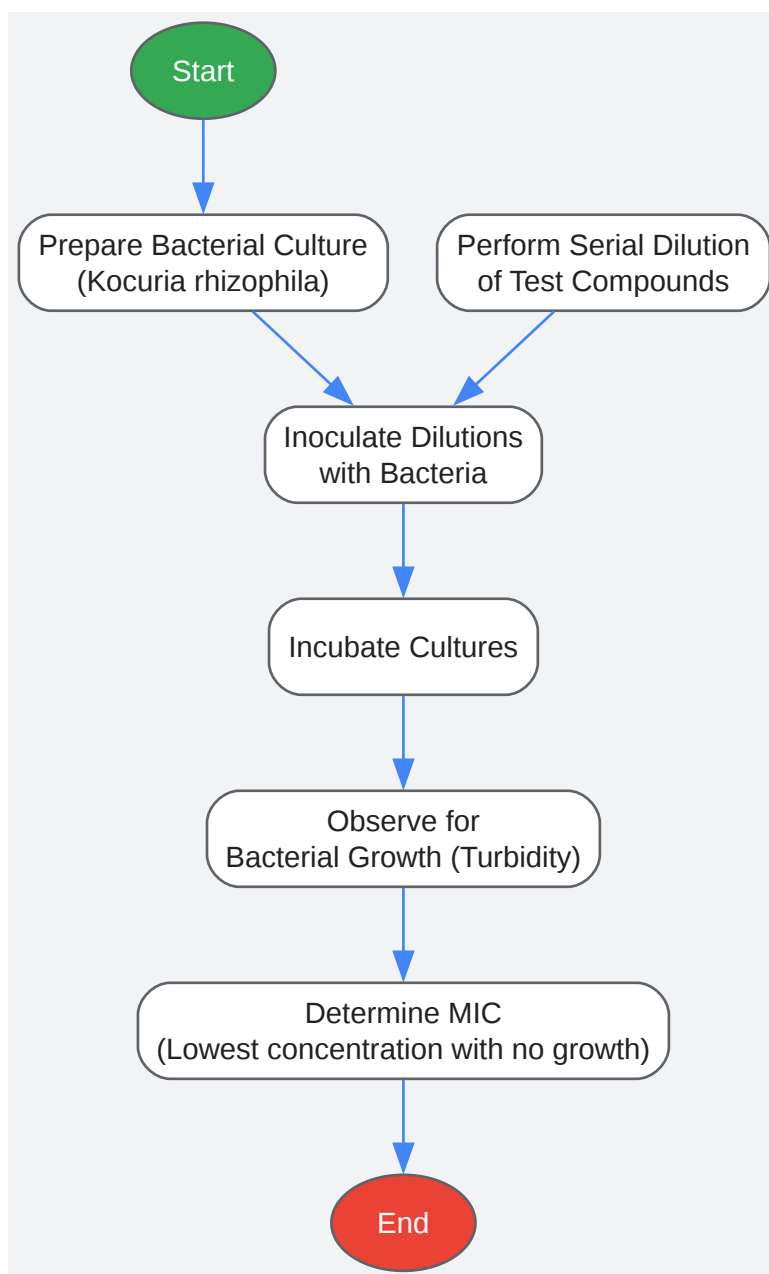 Start
Prepare Bacterial Culture
(Kocuria rhizophila)
Perform Serial Dilution
of Test Compounds
Inoculate Dilutions
with Bacteria
Incubate Cultures
Observe for
Bacterial Growth (Turbidity)
Determine MIC
(Lowest concentration with no growth)
End